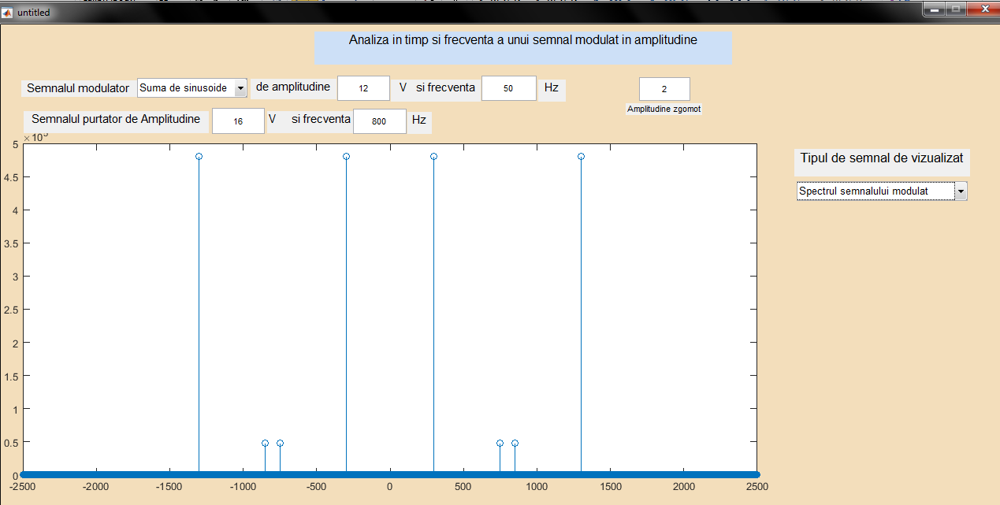 untitled
Analiza in timp si frecventa a unui semnal modulat in amplitudine
Semnalul modulator Suma de sinusoide de amplitudine 12 V si frecventa 50 Hz 2
Amplitudine zgomot
Semnalul purtator de Amplitudine 16 V si frecventa 800 Hz
Tipul de semnal de vizualizat
Spectrul semnalului modulat
5
4.5
4
3.5
3
2.5
2
1.5
1
0.5
0
-2500 -2000 -1500 -1000 -500 0 500 1000 1500 2000 2500